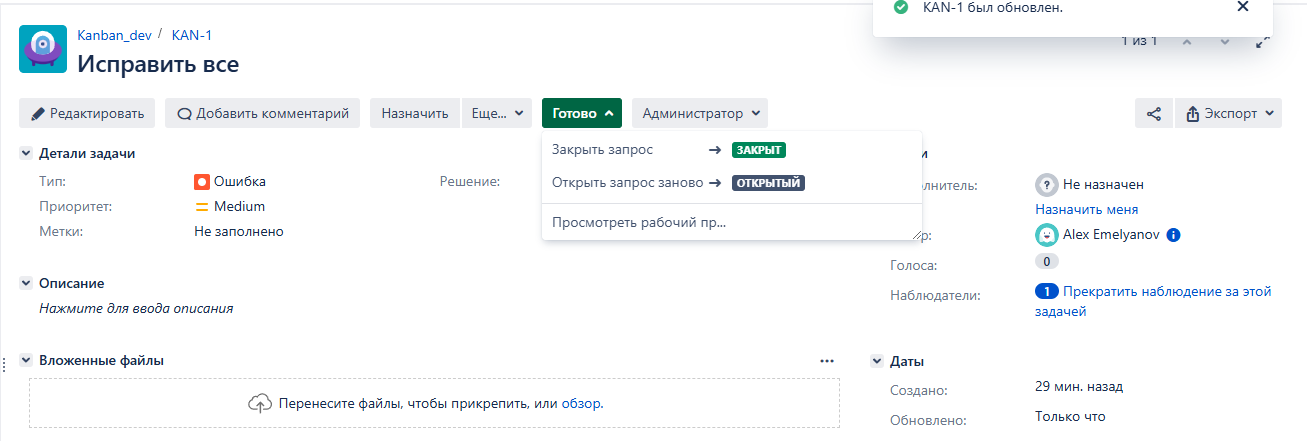 KAN-1 был обновлен.
Kanban_dev / KAN-1
1 из 1
Исправить все
Редактировать
Добавить комментарий
Назначить
Еще...
Готово
Администратор
Экспорт
Закрыть запрос → ЗАКРЫТ
Открыть запрос заново → ОТКРЫТЫЙ
Просмотреть рабочий пр...
Детали задачи
Тип: Ошибка
Решение:
Приоритет: Medium
Метки: Не заполнено
Не назначен
Назначить меня
Alex Emelyanov
Голоса: 0
Наблюдатели: 1 Прекратить наблюдение за этой
задачей
Описание
Нажмите для ввода описания
Вложенные файлы
Перенесите файлы, чтобы прикрепить, или обзор.
Даты
Создано: 29 мин. назад
Обновлено: Только что